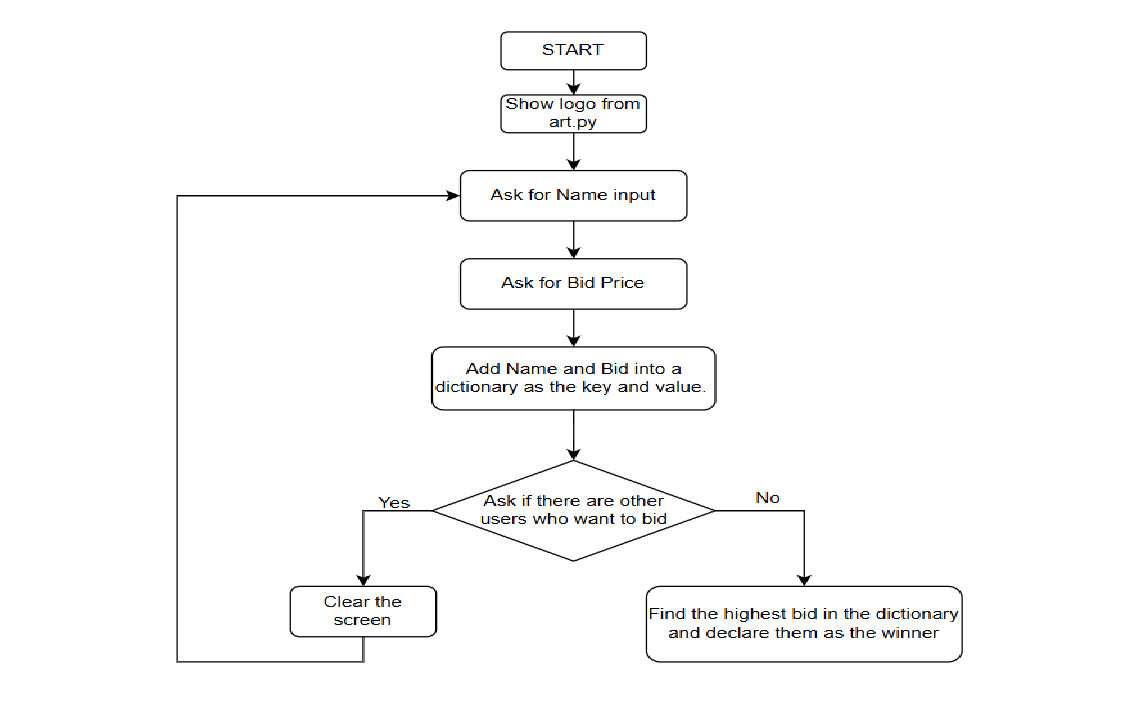 START
Show logo from
art.py
Ask for Name input
Ask for Bid Price
Add Name and Bid into a
dictionary as the key and value.
Ask if there are other
users who want to bid
Yes
No
Clear the
screen
Find the highest bid in the dictionary
and declare them as the winner